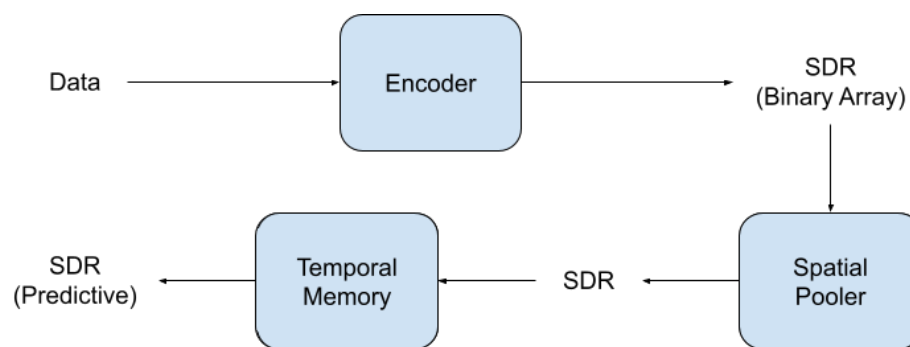 Data
Encoder
SDR
(Binary Array)
Spatial
Pooler
SDR
Temporal
Memory
SDR
(Predictive)